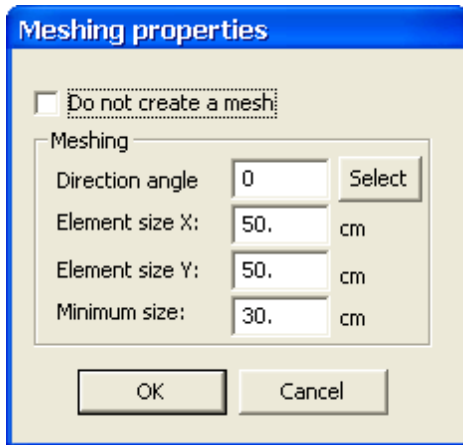 Meshing properties
Do not create a mesh
Meshing
Direction angle 0 Select
Element size X: 50. cm
Element size Y: 50. cm
Minimum size: 30. cm
OK Cancel